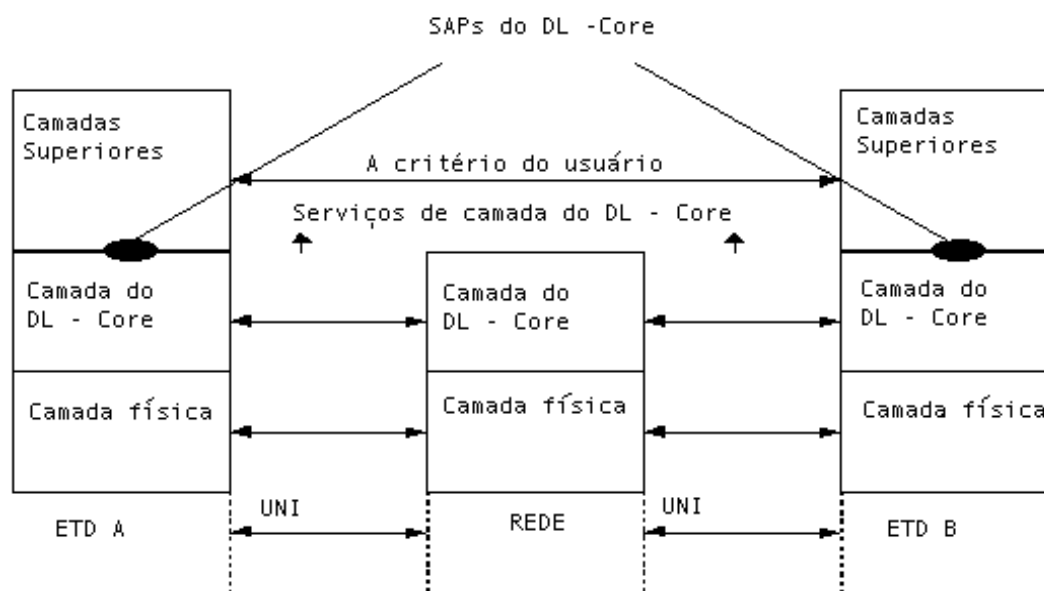 SAPs do DL -Core
Camadas
Superiores
Camadas
Superiores
A critério do usuário
Serviços de camada do DL - Core
Camada do
DL - Core
Camada do
DL - Core
Camada do
DL - Core
Camada física
Camada física
Camada física
UNI
UNI
ETD A
REDE
ETD B